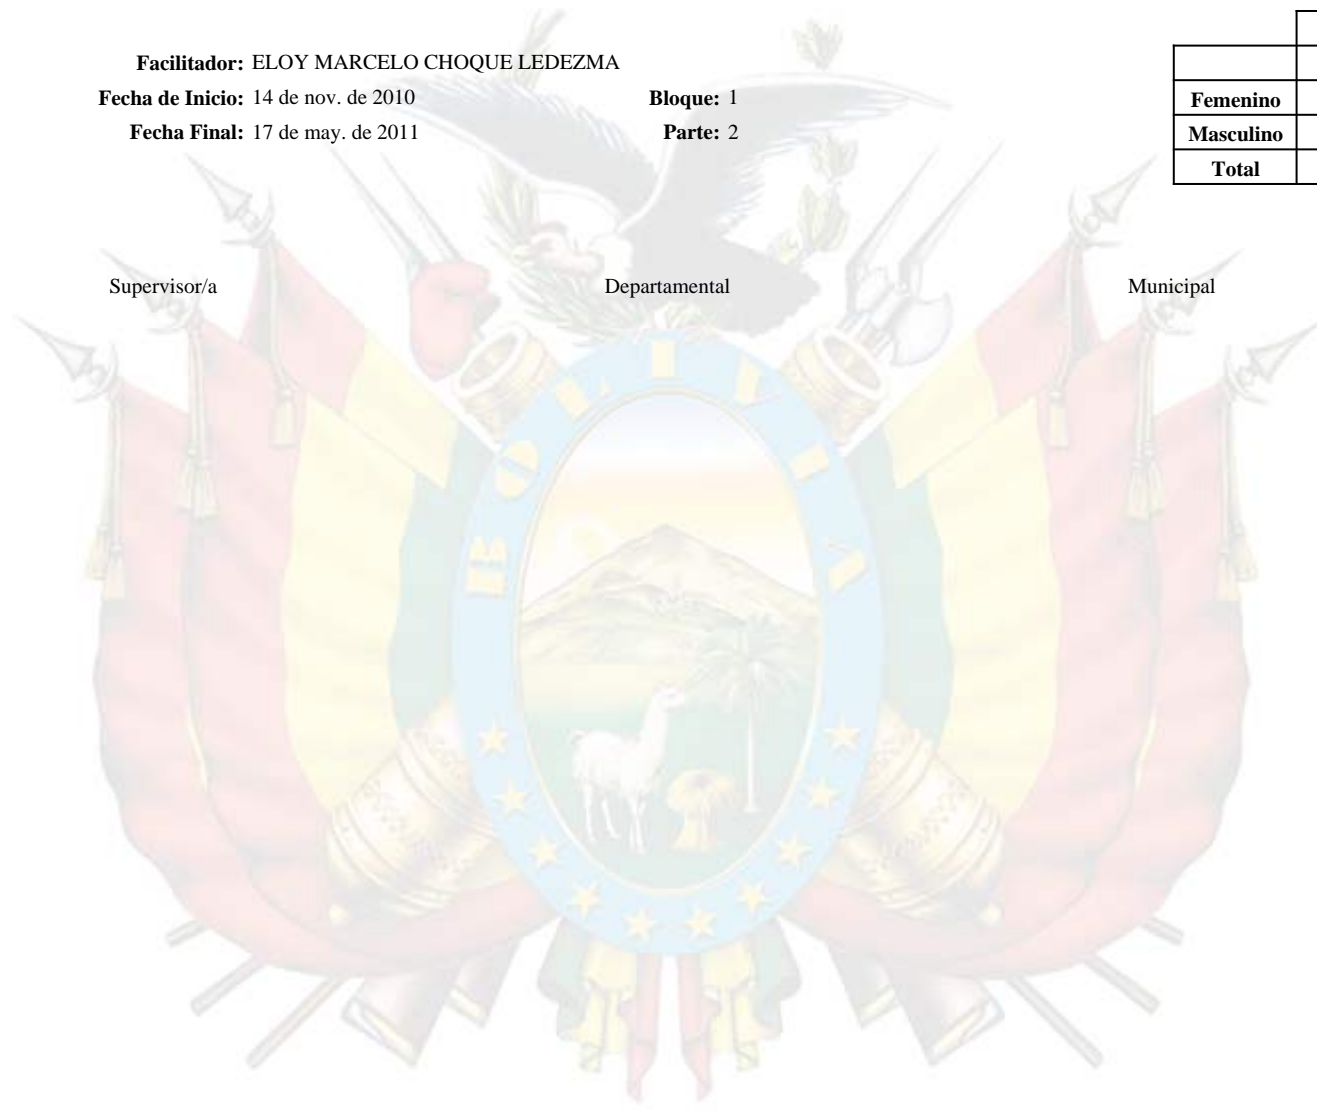 Facilitador: ELOY MARCELO CHOQUE LEDEZMA
Fecha de Inicio: 14 de nov. de 2010 Bloque: 1
Fecha Final: 17 de may. de 2011 Parte: 2
Femenino
Masculino
Total
Supervisor/a Departamental Municipal
BOLIVIA